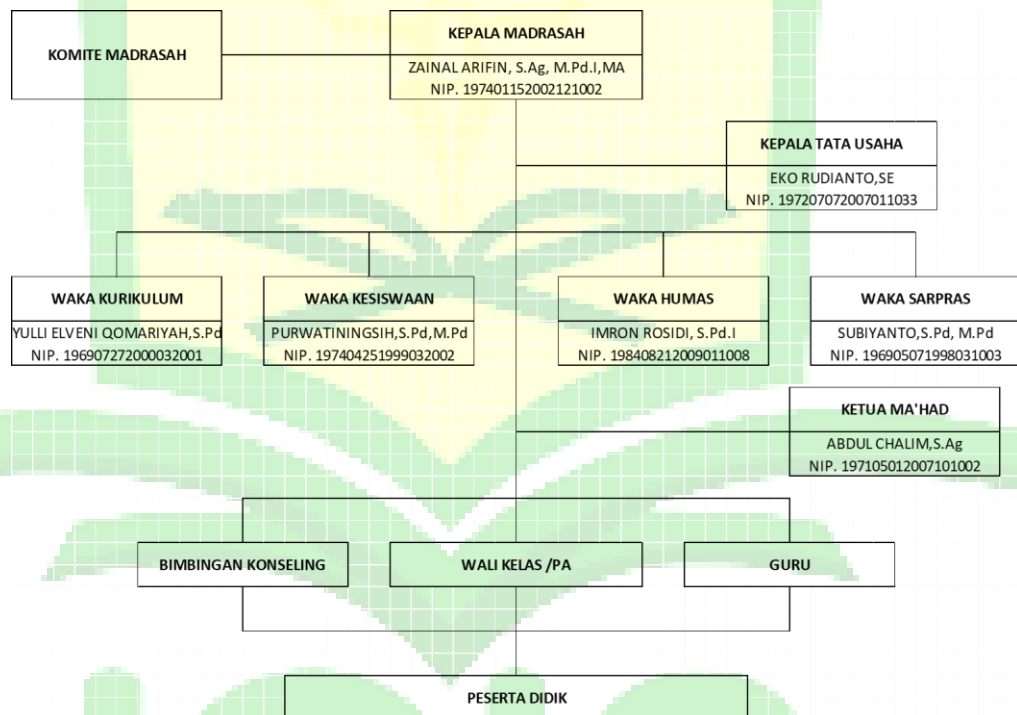 KOMITE MADRASAH
KEPALA MADRASAH
ZAINAL ARIFIN, S.Ag, M.Pd.I,MA
NIP. 197401152002121002
KEPALA TATA USAHA
EKO RUDIANTO,SE
NIP. 197207072007011033
WAKA KURIKULUM
YULLI ELVENI QOMARIYAH,S.Pd
NIP. 196907272000032001
WAKA KESISWAAN
PURWATININGSIH,S.Pd,M.Pd
NIP. 197404251999032002
WAKA HUMAS
IMRON ROSIDI, S.Pd.I
NIP. 198408212009011008
WAKA SARPRAS
SUBIYANTO,S.Pd, M.Pd
NIP. 196905071998031003
KETUA MA'HAD
ABDUL CHALIM,S.Ag
NIP. 197105012007101002
BIMBINGAN KONSELING
WALI KELAS /PA
GURU
PESERTA DIDIK